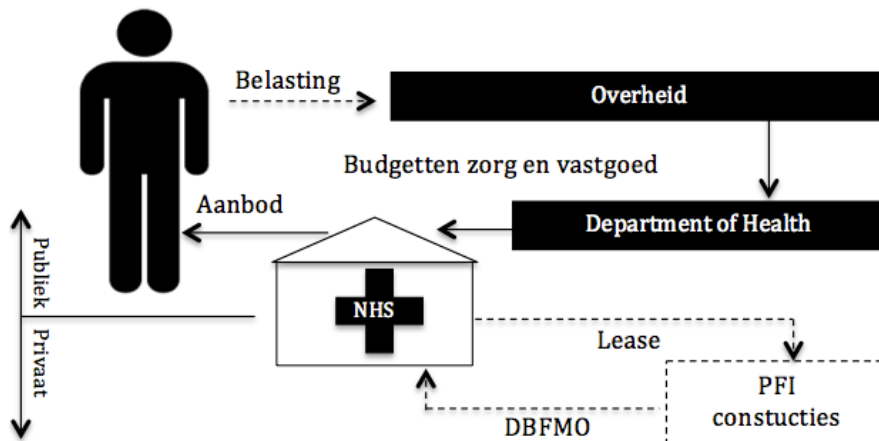 Belasting
Overheid
Budgetten zorg en vastgoed
Aanbod
Department of Health
Publiek
NHS
Privaat
Lease
PFI
constucties
DBFMO